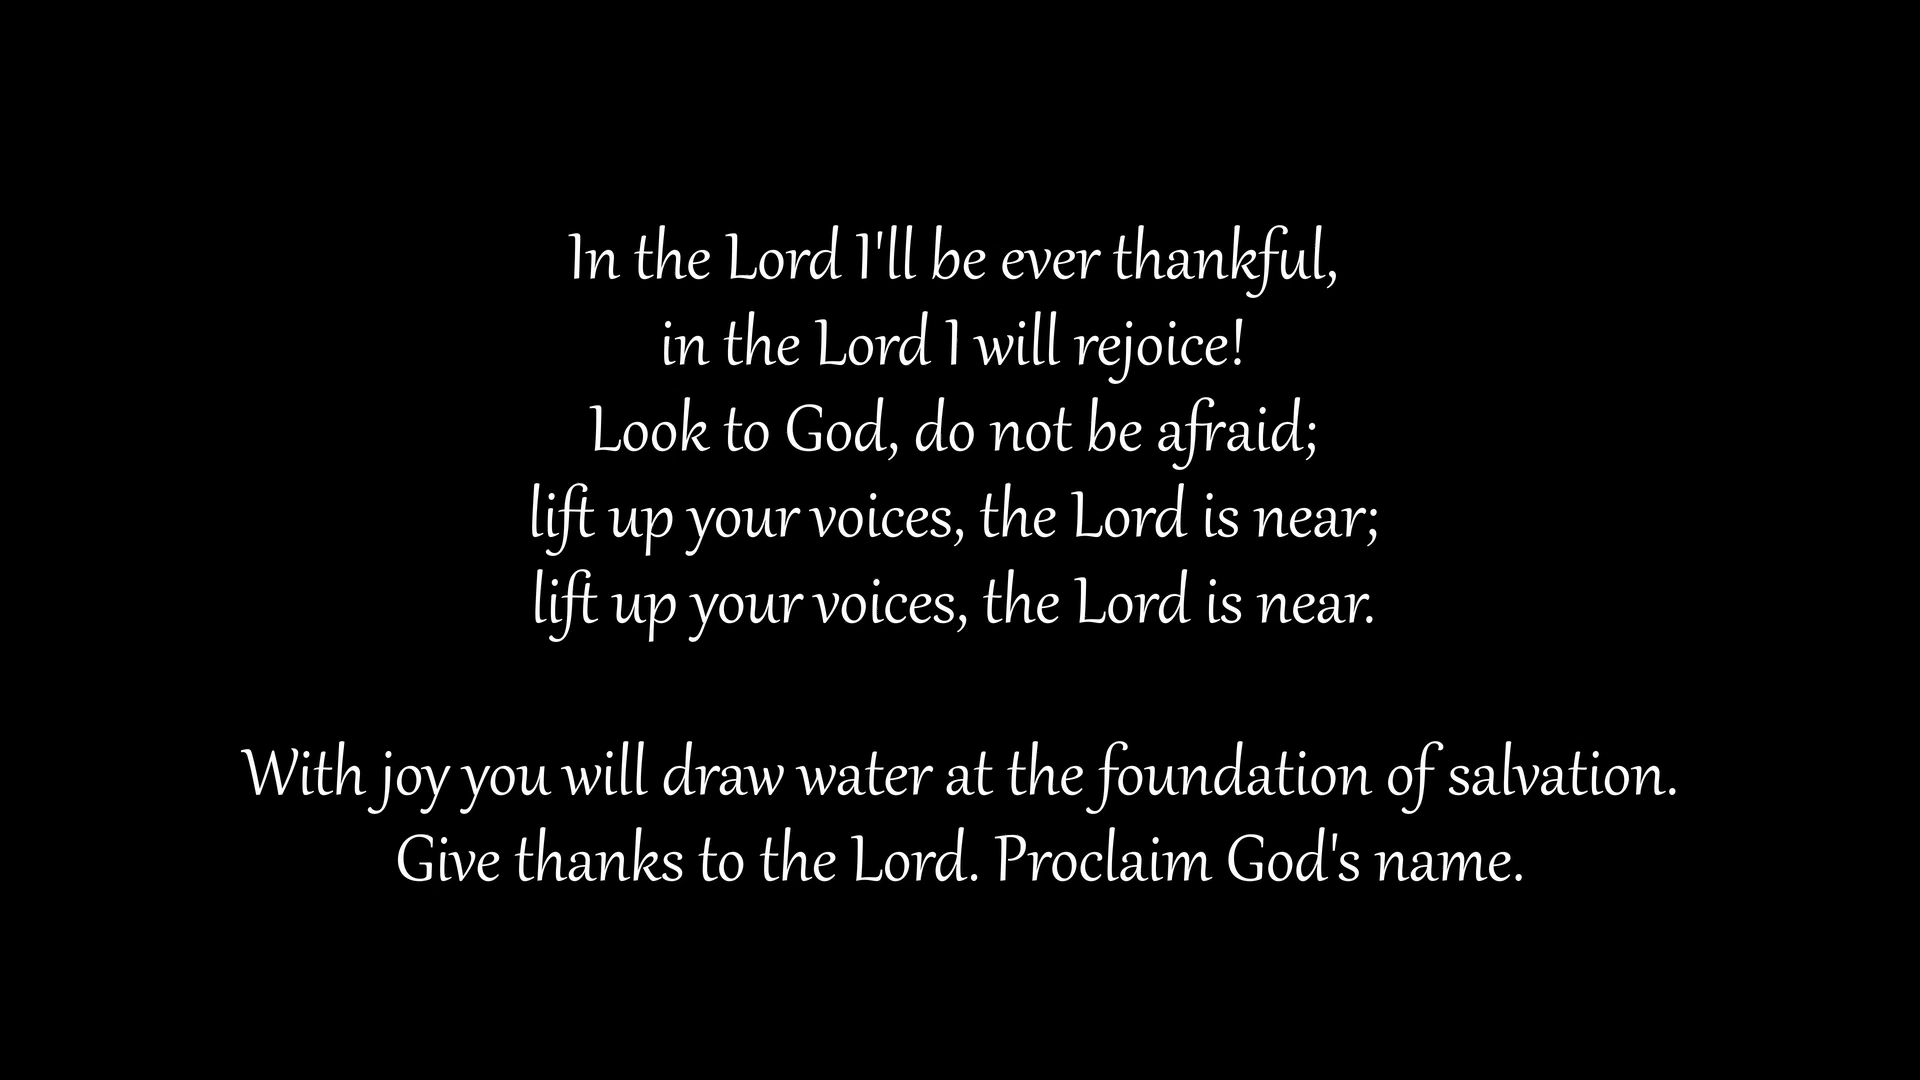 In the Lord I'll be ever thankful,
in the Lord I will rejoice!
Look to God, do not be afraid;
lift up your voices, the Lord is near;
lift up your voices, the Lord is near.
With joy you will draw water at the foundation of salvation.
Give thanks to the Lord. Proclaim God's name.